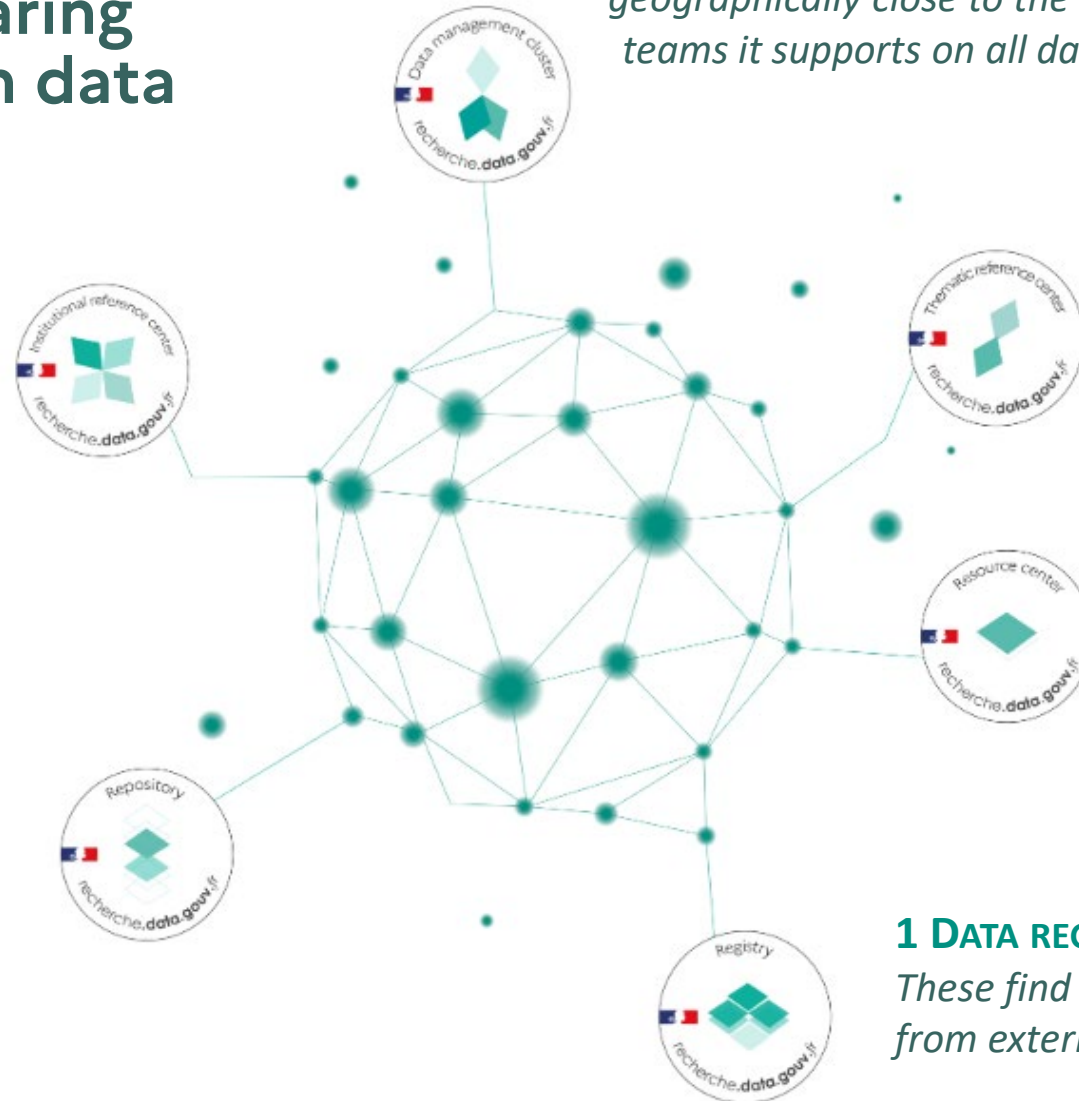 aring
n data
geographically close to the
teams it supports on all da
Data management cluster
recherche.data.gouv.fr
Institutional reference center
recherche.data.gouv.fr
Thematic reference center
recherche.data.gouv.fr
Resource center
recherche.data.gouv.fr
Repository
recherche.data.gouv.fr
Registry
recherche.data.gouv.fr
1 DATA REG
These find
from extern